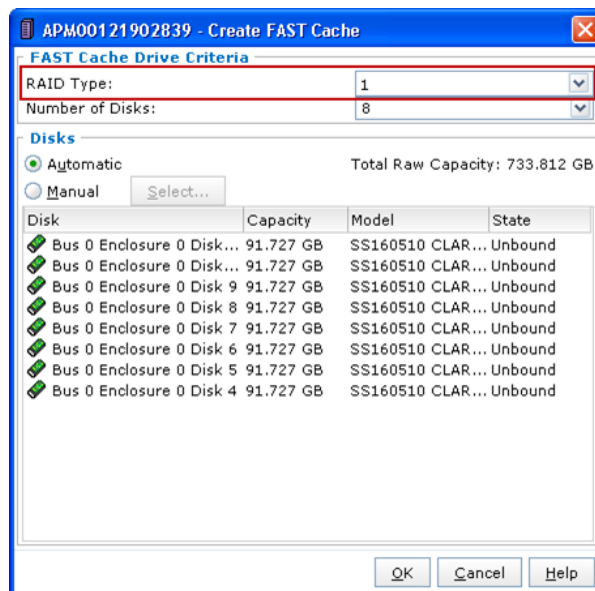 APM00121902839 - Create FAST Cache
FAST Cache Drive Criteria
RAID Type: 1
Number of Disks: 8
Disks
Automatic Total Raw Capacity: 733.812 GB
Manual Select...
Disk Capacity Model State
Bus 0 Enclosure 0 Disk... 91.727 GB SS160510 CLAR... Unbound
Bus 0 Enclosure 0 Disk... 91.727 GB SS160510 CLAR... Unbound
Bus 0 Enclosure 0 Disk 9 91.727 GB SS160510 CLAR... Unbound
Bus 0 Enclosure 0 Disk 8 91.727 GB SS160510 CLAR... Unbound
Bus 0 Enclosure 0 Disk 7 91.727 GB SS160510 CLAR... Unbound
Bus 0 Enclosure 0 Disk 6 91.727 GB SS160510 CLAR... Unbound
Bus 0 Enclosure 0 Disk 5 91.727 GB SS160510 CLAR... Unbound
Bus 0 Enclosure 0 Disk 4 91.727 GB SS160510 CLAR... Unbound
OK Cancel Help